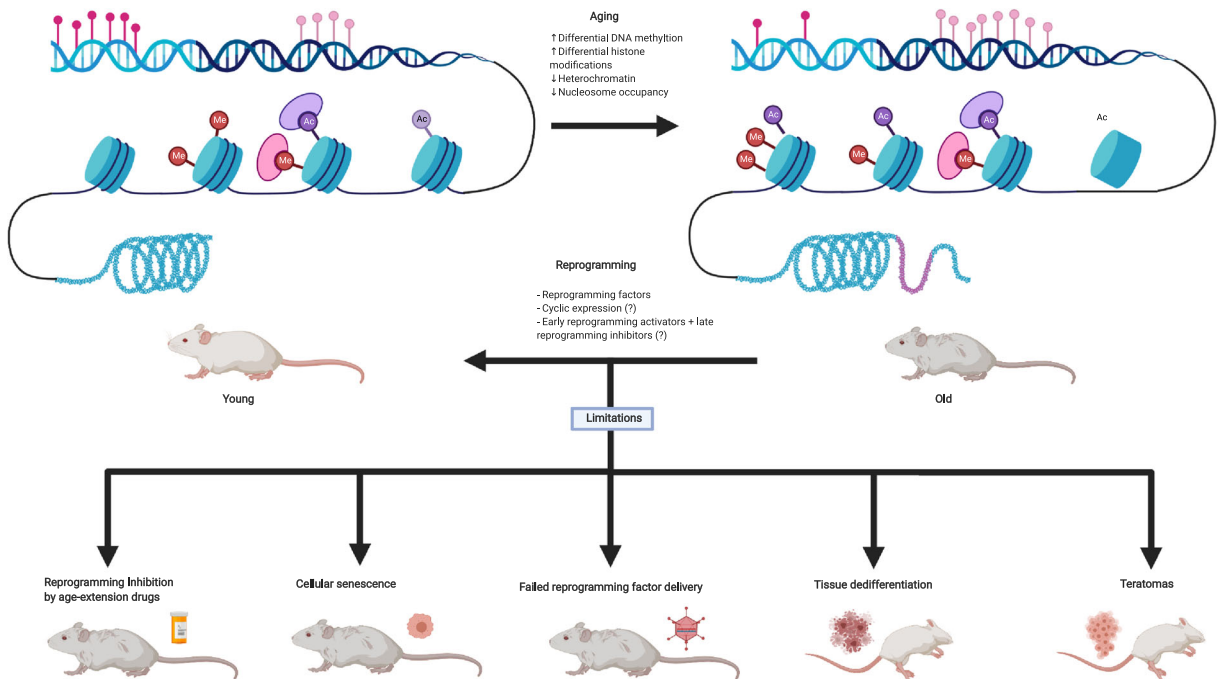 Aging
↑Differential DNA methyltion
↑Differential histone
modifications
↓Heterochromatin
↓Nucleosome occupancy
Me
Me
Ac
Me
Ac
Ac
Me
Me
Ac
Me
Ac
Me
Ac
Reprogramming
- Reprogramming factors
- Cyclic expression (?)
- Early reprogramming activators + late
reprogramming inhibitors (?)
Young
Old
Limitations
Reprogramming Inhibition
by age-extension drugs
Cellular senescence
Failed reprogramming factor delivery
Tissue dedifferentiation
Teratomas